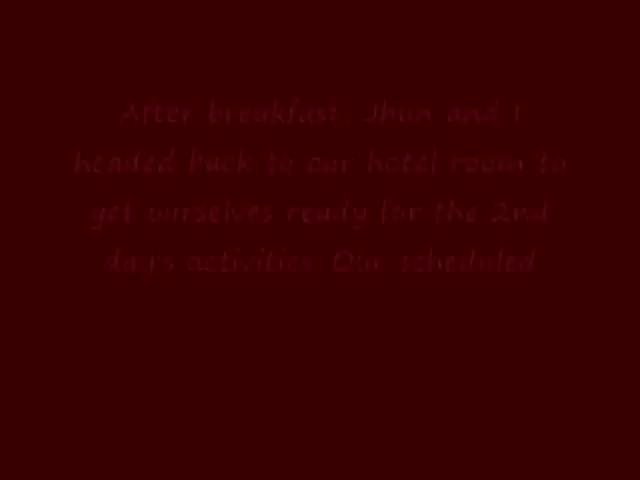 After breakfast, Jhun and I
headed back to our hotel room to
get ourselves ready for the 2nd
day's activities. Our scheduled